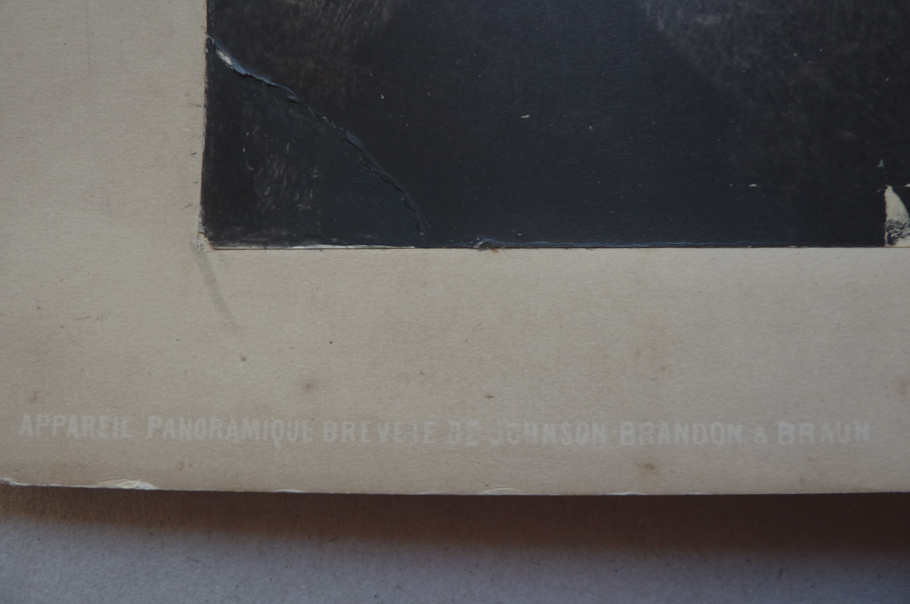 APPAREIL PANORAMIQUE BREVETE DE JOHNSON BRANDON & BRAUN